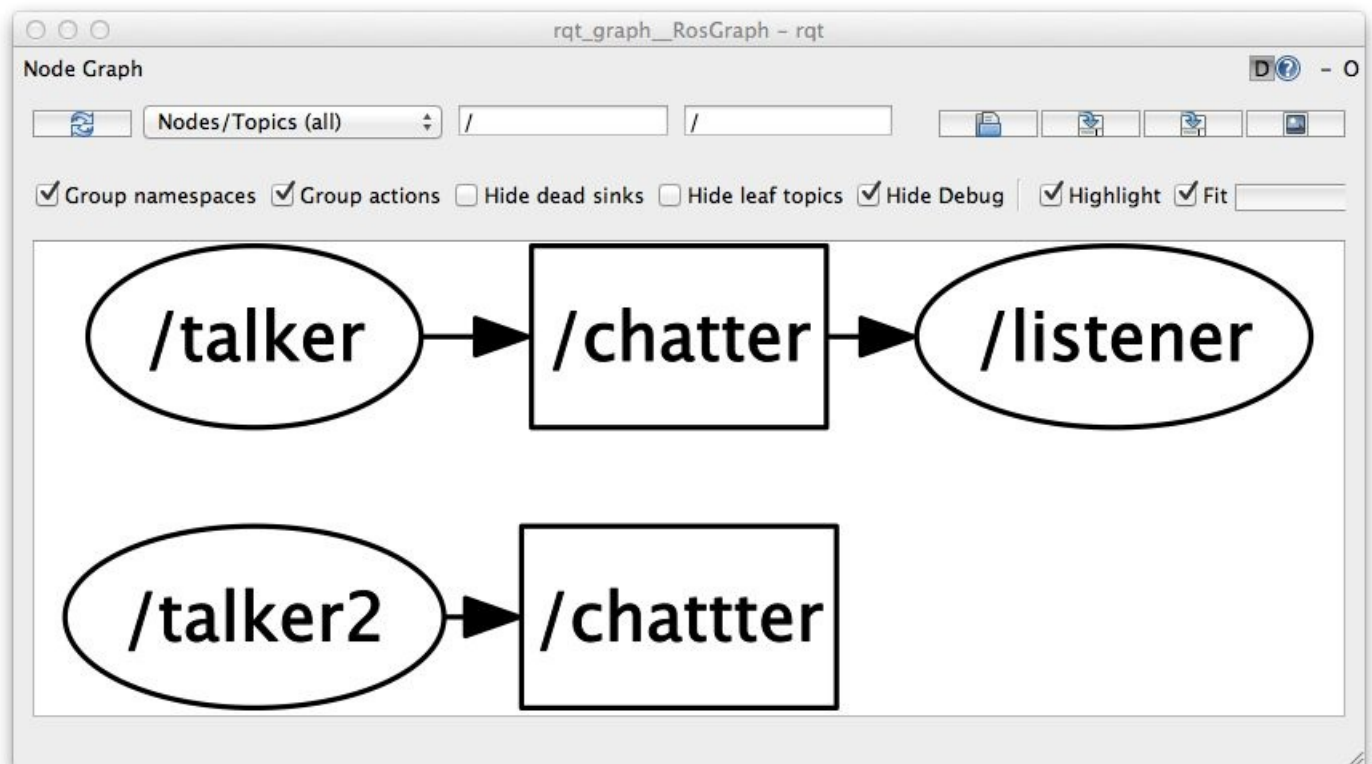 rqt_graph__RosGraph - rqt
Node Graph D ? - O
Nodes/Topics (all) / /
Group namespaces Group actions Hide dead sinks Hide leaf topics Hide Debug Highlight Fit
/talker /chatter /listener
/talker2 /chattter